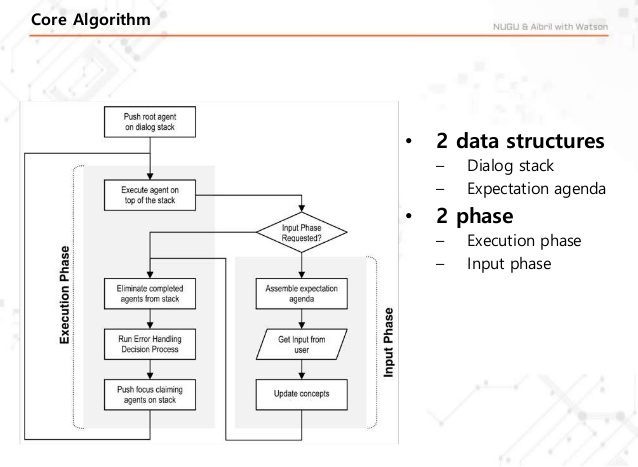 Core Algorithm
NUGU & Aibril with Watson
Push root agent
on dialog stack
Execute agent on
top of the stack
Input Phase
Requested?
Eliminate completed
agents from stack
Run Error Handling
Decision Process
Push focus claiming
agents on stack
Execution Phase
Assemble expectation
agenda
Get Input from
user
Update concepts
Input Phase
• 2 data structures
– Dialog stack
– Expectation agenda
• 2 phase
– Execution phase
– Input phase